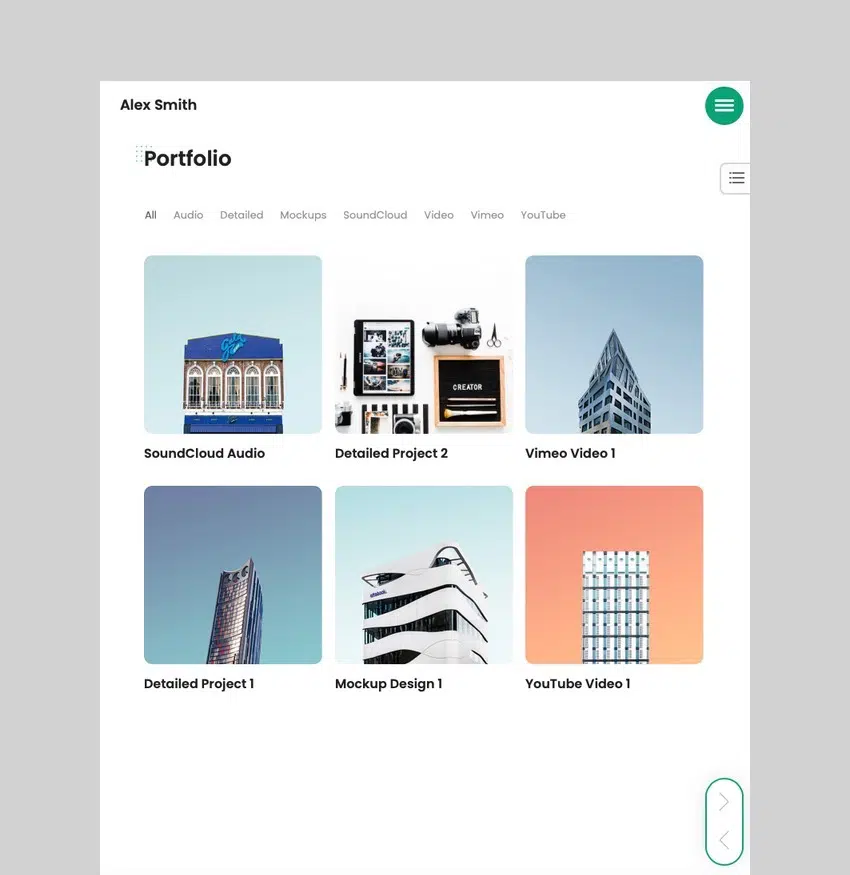 Alex Smith
Portfolio
All Audio Detailed Mockups SoundCloud Video Vimeo YouTube
CREATOR
SoundCloud Audio Detailed Project 2 Vimeo Video 1
Detailed Project 1 Mockup Design 1 YouTube Video 1